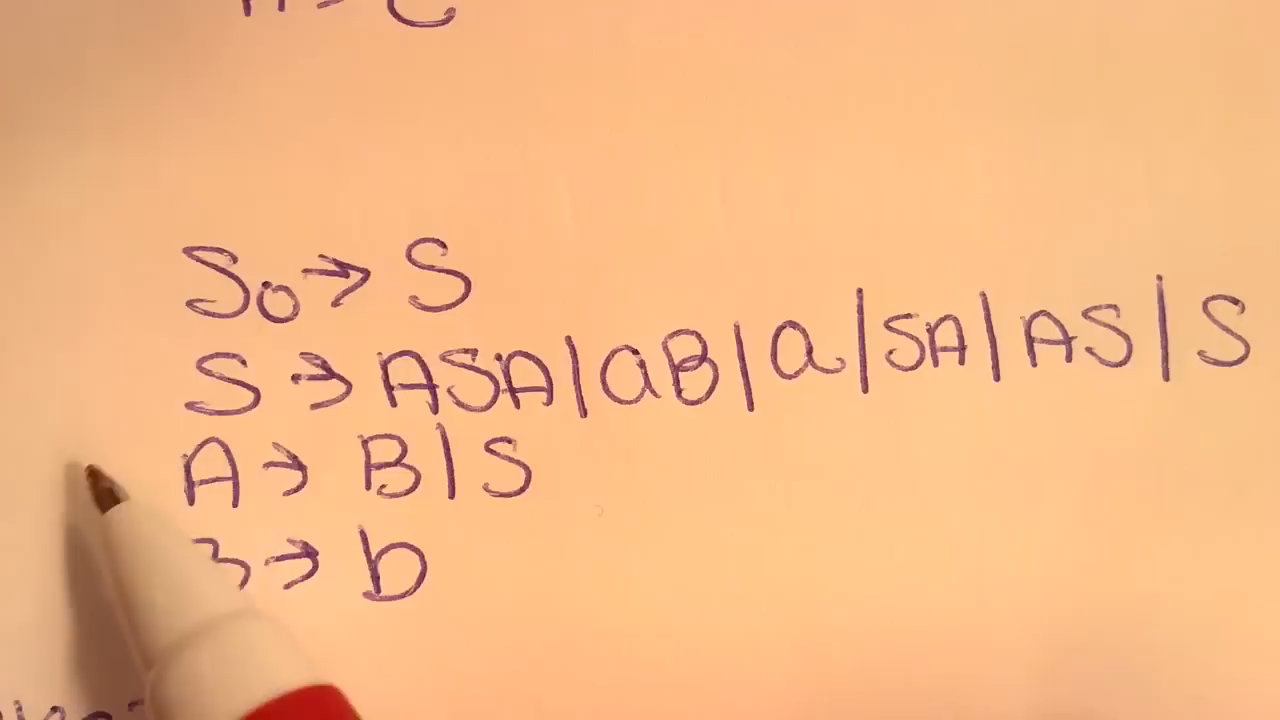 S₀ → S
S → ASA | aB | a | SA | AS | S
A → B | S
B → b